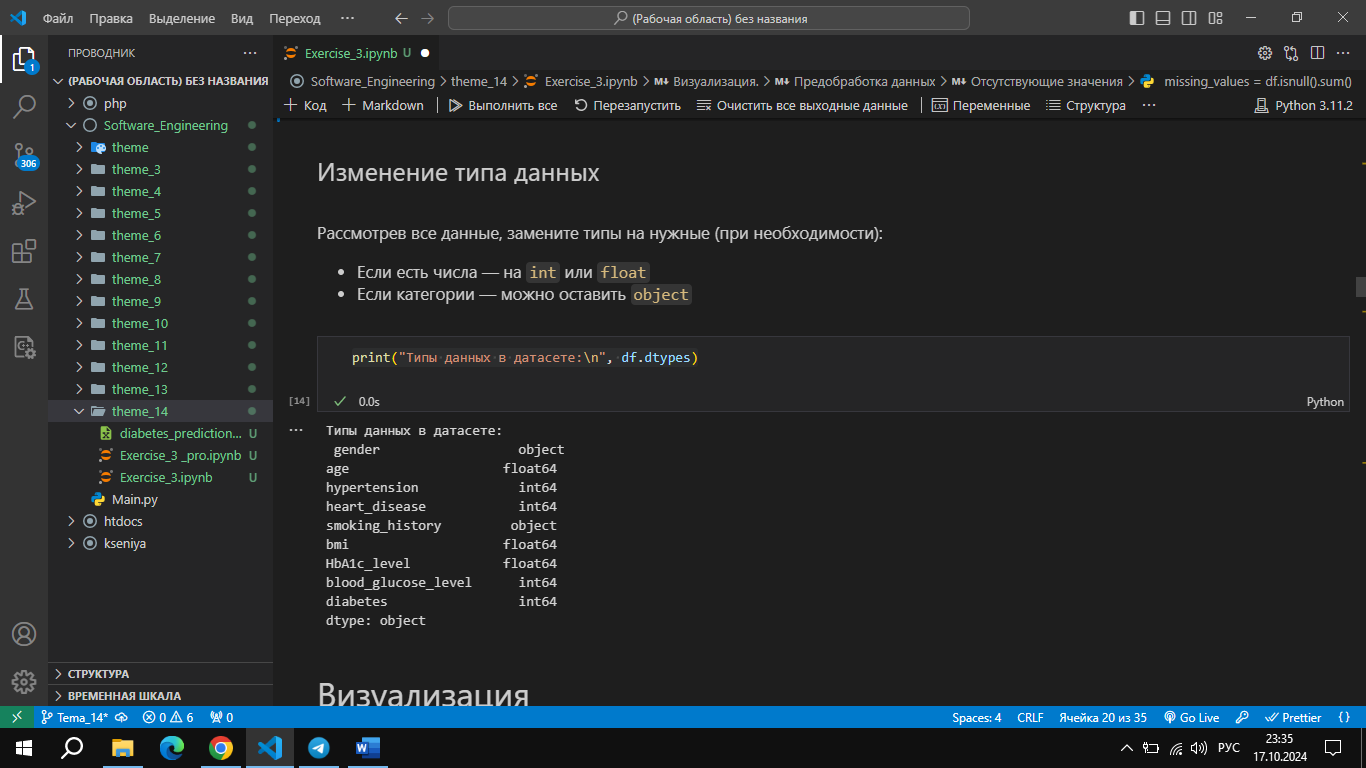 Файл Правка Выделение Вид Переход ··· (Рабочая область) без названия
ПРОВОДНИК ···
(РАБОЧАЯ ОБЛАСТЬ) БЕЗ НАЗВАНИЯ
php
Software_Engineering
theme
theme_3
theme_4
theme_5
theme_6
theme_7
theme_8
theme_9
theme_10
theme_11
theme_12
theme_13
theme_14
diabetes_prediction... U
Exercise_3 _pro.ipynb U
Exercise_3.ipynb U
Main.py
htdocs
kseniya
СТРУКТУРА
ВРЕМЕННАЯ ШКАЛА
1
306
Exercise_3.ipynb U
Software_Engineering > theme_14 > Exercise_3.ipynb > Визуализация. > Предобработка данных > Отсутствующие значения > missing_values = df.isnull().sum()
Код Markdown Выполнить все Перезапустить Очистить все выходные данные Переменные Структура ··· Python 3.11.2
Изменение типа данных
Рассмотрев все данные, замените типы на нужные (при необходимости):
• Если есть числа — на int или float
• Если категории — можно оставить object
print("Типы данных в датасете:\n", df.dtypes)
[14] 0.0s Python
··· Типы данных в датасете:
gender object
age float64
hypertension int64
heart_disease int64
smoking_history object
bmi float64
HbA1c_level float64
blood_glucose_level int64
diabetes int64
dtype: object
Визуализация
Tema_14* 0 6 0 Spaces: 4 CRLF Ячейка 20 из 35 Go Live Prettier {}
РУС 23:35
17.10.2024